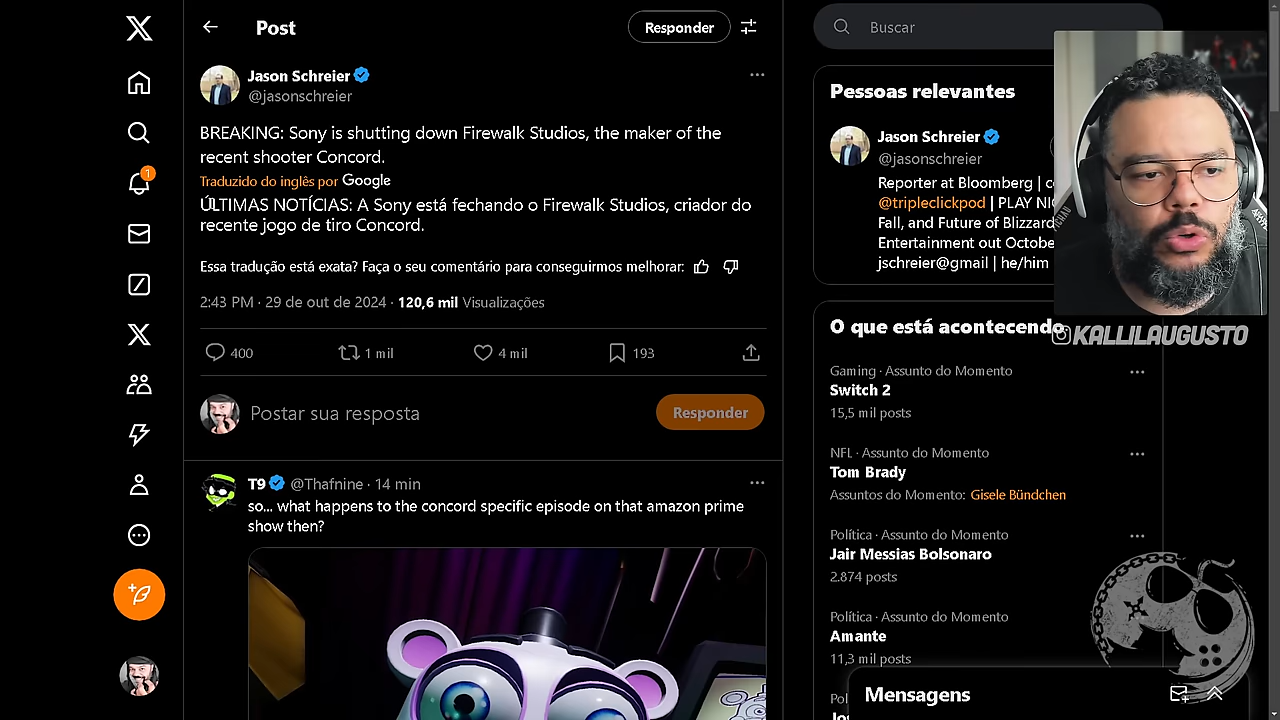 Post
Responder
Jason Schreier
@jasonschreier
BREAKING: Sony is shutting down Firewalk Studios, the maker of the
recent shooter Concord.
Traduzido do inglês por Google
ÚLTIMAS NOTÍCIAS: A Sony está fechando o Firewalk Studios, criador do
recente jogo de tiro Concord.
Essa tradução está exata? Faça o seu comentário para conseguirmos melhorar:
2:43 PM · 29 de out de 2024 · 120,6 mil Visualizações
400 1 mil 4 mil 193
Postar sua resposta
Responder
T9 @Thafnine · 14 min
so... what happens to the concord specific episode on that amazon prime
show then?
1
Buscar
Pessoas relevantes
Jason Schreier
@jasonschreier
Reporter at Bloomberg |
@tripleclickpod | PLAY
Fall, and Future of Blizzard
Entertainment out Octobe
jschreier@gmail | he/him
KALLILAUGUSTO
O que está acontecendo
Gaming · Assunto do Momento
Switch 2
15,5 mil posts
NFL · Assunto do Momento
Tom Brady
Assuntos do Momento: Gisele Bündchen
Política · Assunto do Momento
Jair Messias Bolsonaro
2.874 posts
Política · Assunto do Momento
Amante
11,3 mil posts
Mensagens